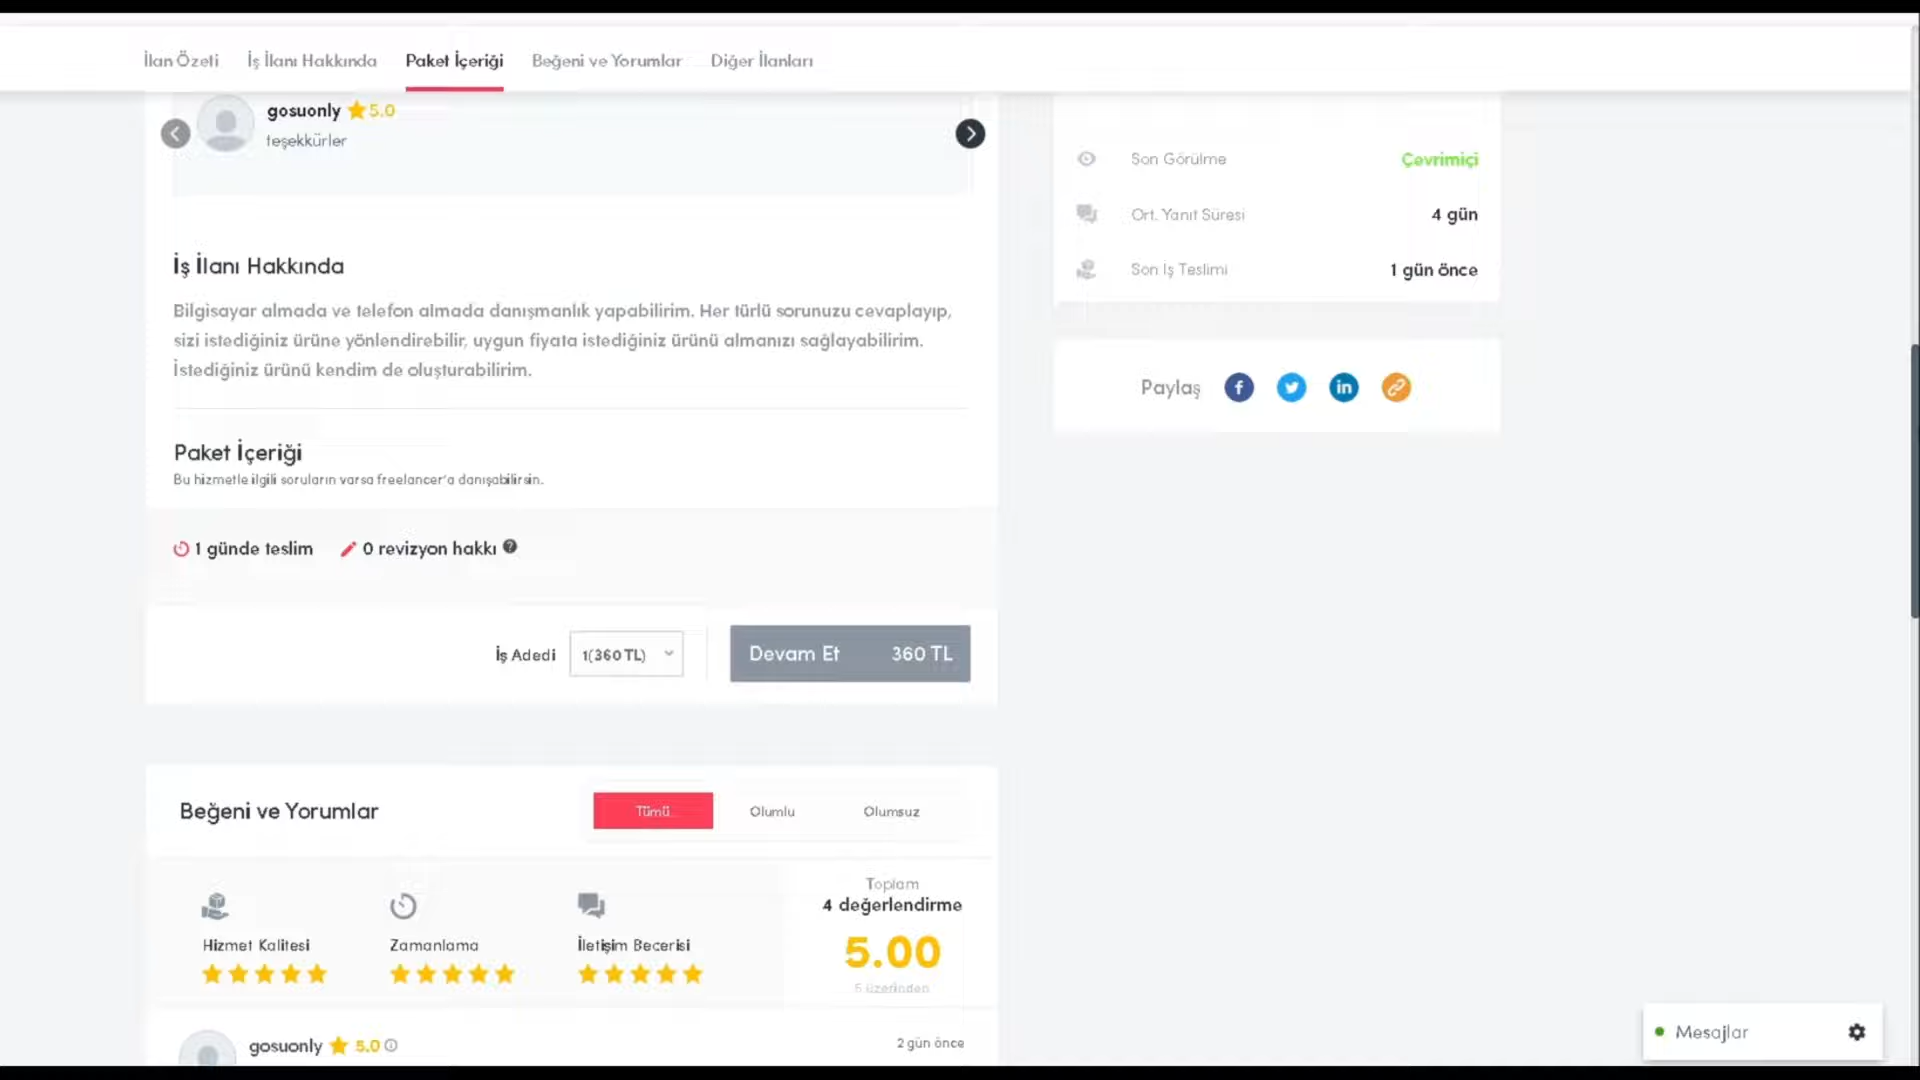 İlan Özeti İş İlanı Hakkında Paket İçeriği Beğeni ve Yorumlar Diğer İlanları
gosuonly 5.0
teşekkürler
Son Görülme Çevrimiçi
Ort. Yanıt Süresi 4 gün
Son İş Teslimi 1 gün önce
Paylaş
İş İlanı Hakkında
Bilgisayar almada ve telefon almada danışmanlık yapabilirim. Her türlü sorunuzu cevaplayıp,
sizi istediğiniz ürüne yönlendirebilir, uygun fiyata istediğiniz ürünü almanızı sağlayabilirim.
İstediğiniz ürünü kendim de oluşturabilirim.
Paket İçeriği
Bu hizmetle ilgili soruların varsa freelancer'a danışabilirsin.
1 günde teslim 0 revizyon hakkı
İş Adedi 1(360 TL) Devam Et 360 TL
Beğeni ve Yorumlar Tümü Olumlu Olumsuz
Toplam
4 değerlendirme
Hizmet Kalitesi Zamanlama İletişim Becerisi
5.00
5 üzerinden
gosuonly 5.0 2 gün önce
Mesajlar